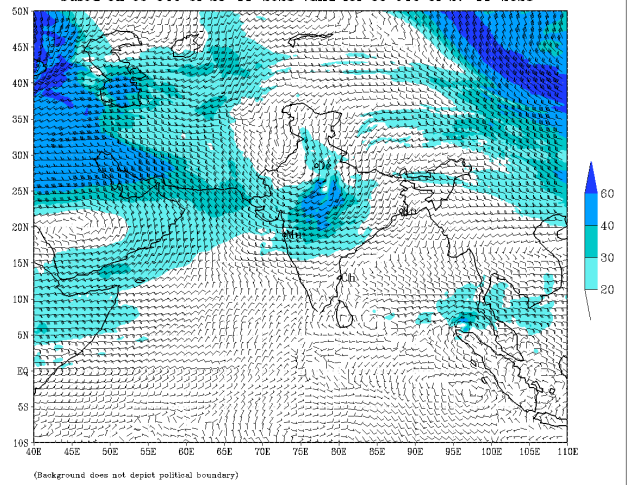 50N
45N
40N
35N
30N
25N
20N
15N
10N
5N
EQ
5S
10S
40E 45E 50E 55E 60E 65E 70E 75E 80E 85E 90E 95E 100E 105E 110E
Ch
60
40
30
20
(Background does not depict political boundary)